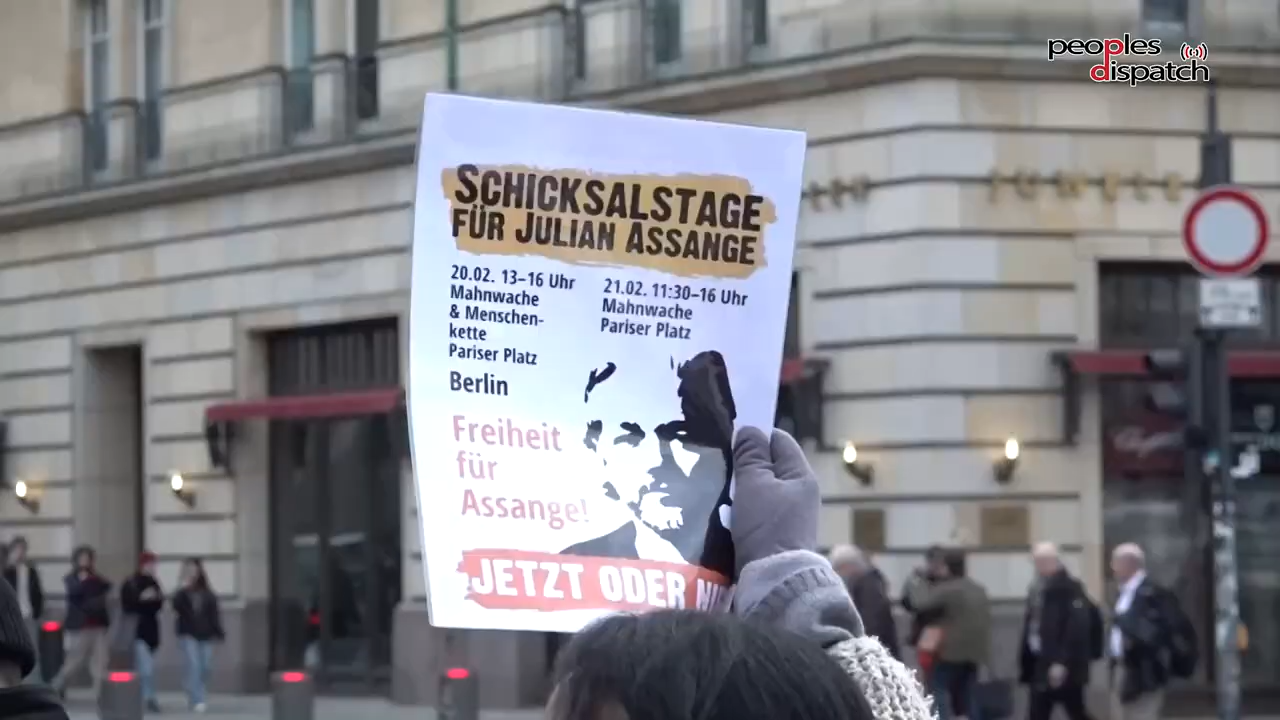 peoples
dispatch
SCHICKSALSTAGE
FÜR JULIAN ASSANGE
20.02. 13–16 Uhr
Mahnwache
& Menschen-
kette
Pariser Platz
Berlin
21.02. 11:30–16 Uhr
Mahnwache
Pariser Platz
Freiheit
für
Assange!
JETZT ODER